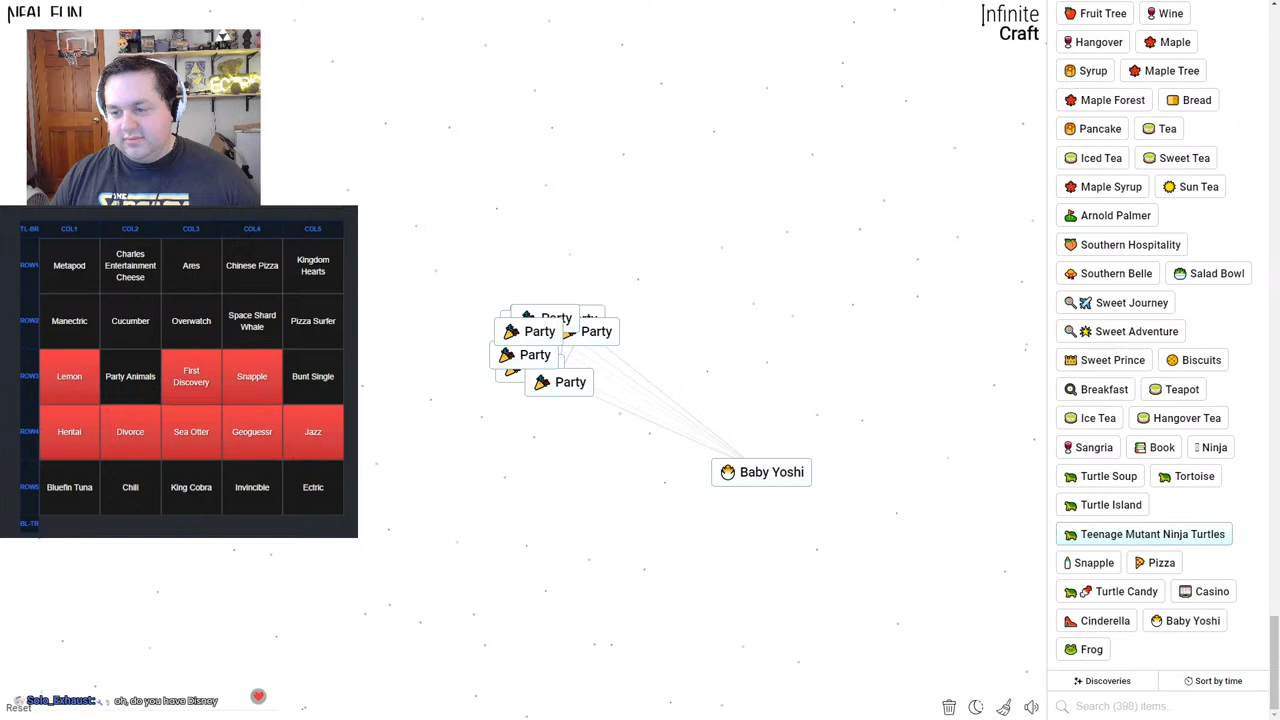 NEAL.FUN
Infinite
Craft
TL-BR COL1 COL2 COL3 COL4 COL5
ROW1 Metapod Charles Entertainment Cheese Ares Chinese Pizza Kingdom Hearts
ROW2 Manectric Cucumber Overwatch Space Shard Whale Pizza Surfer
ROW3 Lemon Party Animals First Discovery Snapple Bunt Single
ROW4 Hentai Divorce Sea Otter Geoguessr Jazz
ROW5 Bluefin Tuna Chili King Cobra Invincible Ectric
BL-TR
Party
Party Party
Party
Party
Baby Yoshi
Solo_Exhaust: oh, do you have Disney
Reset
Fruit Tree Wine
Hangover Maple
Syrup Maple Tree
Maple Forest Bread
Pancake Tea
Iced Tea Sweet Tea
Maple Syrup Sun Tea
Arnold Palmer
Southern Hospitality
Southern Belle Salad Bowl
Sweet Journey
Sweet Adventure
Sweet Prince Biscuits
Breakfast Teapot
Ice Tea Hangover Tea
Sangria Book Ninja
Turtle Soup Tortoise
Turtle Island
Teenage Mutant Ninja Turtles
Snapple Pizza
Turtle Candy Casino
Cinderella Baby Yoshi
Frog
Discoveries Sort by time
Search (398) items...